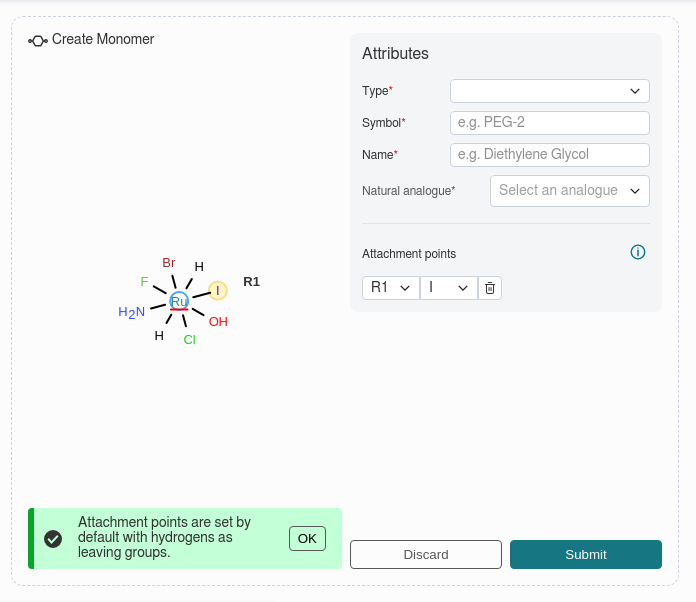 Create Monomer
Attributes
Type*
Symbol* e.g. PEG-2
Name* e.g. Diethylene Glycol
Natural analogue* Select an analogue
Attachment points
R1 I
Br H
F I R1
Ru
H2N OH
H Cl
Attachment points are set by
default with hydrogens as
leaving groups.
OK
Discard Submit